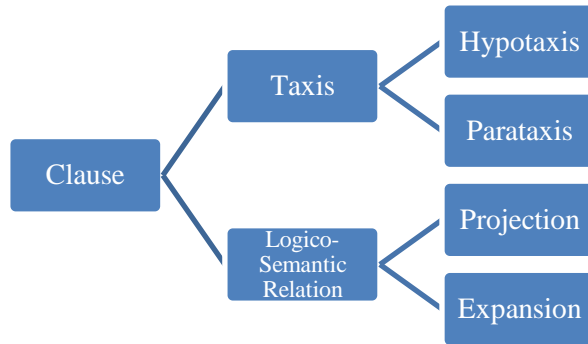 Hypotaxis
Taxis
Parataxis
Clause
Projection
Logico-
Semantic
Relation
Expansion